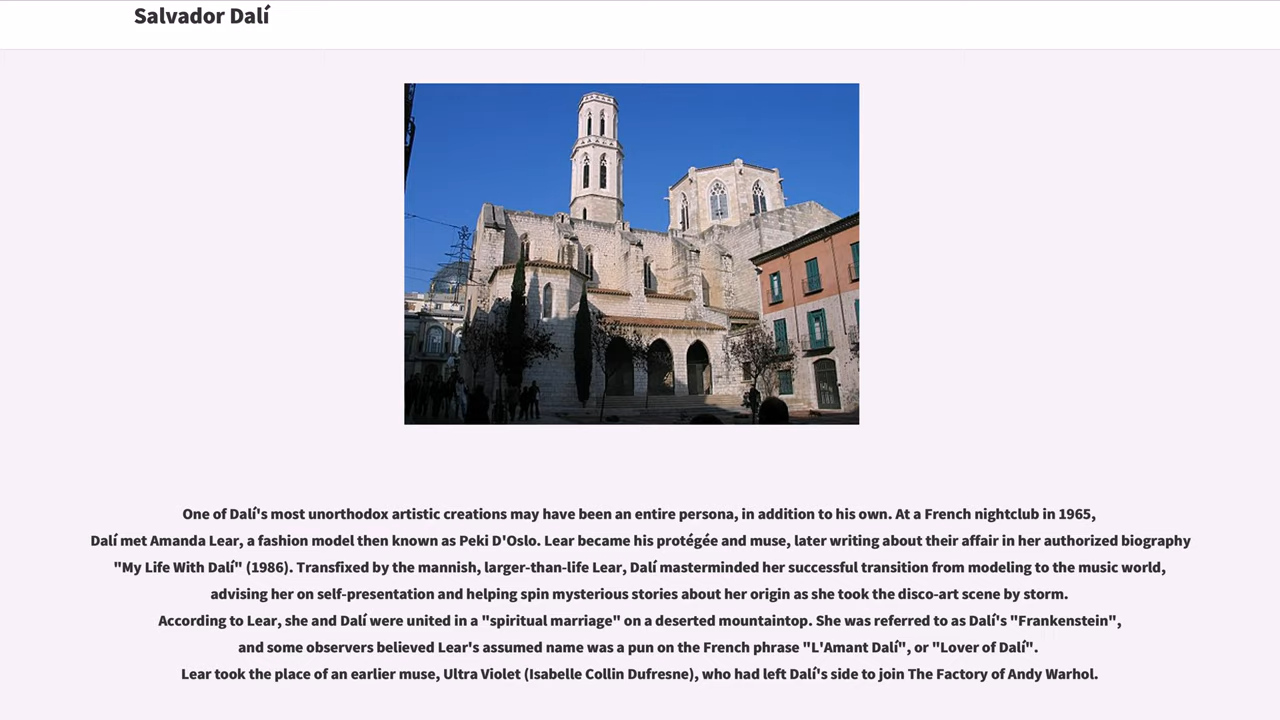 Salvador Dalí
One of Dalí's most unorthodox artistic creations may have been an entire persona, in addition to his own. At a French nightclub in 1965,
Dalí met Amanda Lear, a fashion model then known as Peki D'Oslo. Lear became his protégée and muse, later writing about their affair in her authorized biography
"My Life With Dalí" (1986). Transfixed by the mannish, larger-than-life Lear, Dalí masterminded her successful transition from modeling to the music world,
advising her on self-presentation and helping spin mysterious stories about her origin as she took the disco-art scene by storm.
According to Lear, she and Dalí were united in a "spiritual marriage" on a deserted mountaintop. She was referred to as Dalí's "Frankenstein",
and some observers believed Lear's assumed name was a pun on the French phrase "L'Amant Dalí", or "Lover of Dalí".
Lear took the place of an earlier muse, Ultra Violet (Isabelle Collin Dufresne), who had left Dalí's side to join The Factory of Andy Warhol.